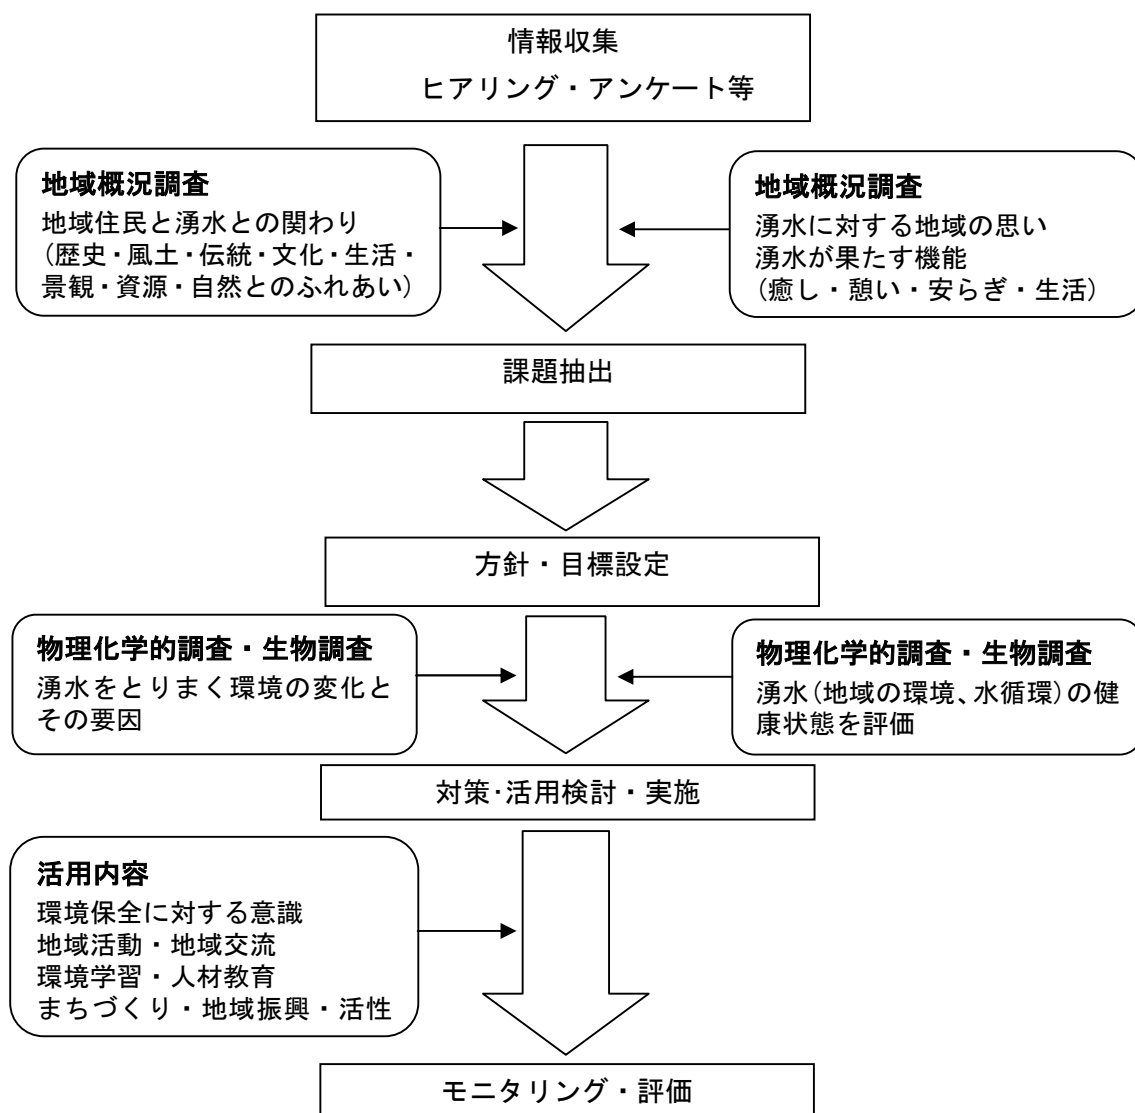 情報収集
ヒアリング・アンケート等
地域概況調査
地域住民と湧水との関わり
(歴史・風土・伝統・文化・生活・
景観・資源・自然とのふれあい)
地域概況調査
湧水に対する地域の思い
湧水が果たす機能
(癒し・憩い・安らぎ・生活)
課題抽出
方針・目標設定
物理化学的調査・生物調査
湧水をとりまく環境の変化と
その要因
物理化学的調査・生物調査
湧水(地域の環境、水循環)の健
康状態を評価
対策・活用検討・実施
活用内容
環境保全に対する意識
地域活動・地域交流
環境学習・人材教育
まちづくり・地域振興・活性
モニタリング・評価